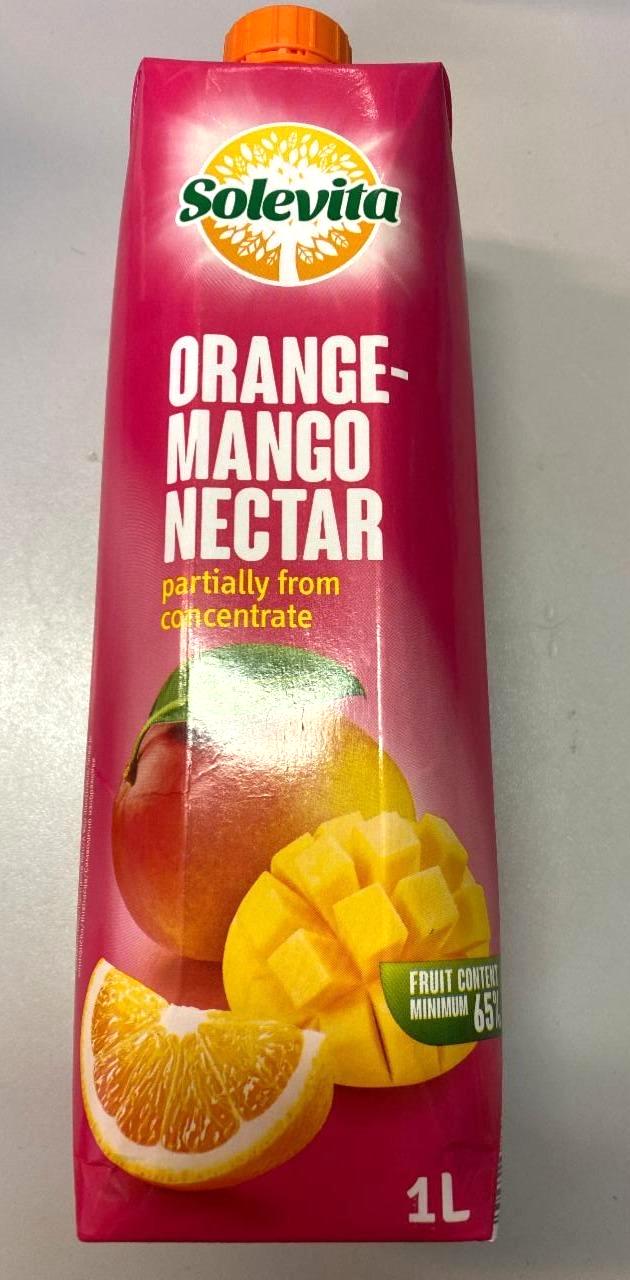 Solevita
ORANGE-
MANGO
NECTAR
partially from
concentrate
FRUIT CONTENT
MINIMUM 65%
1L